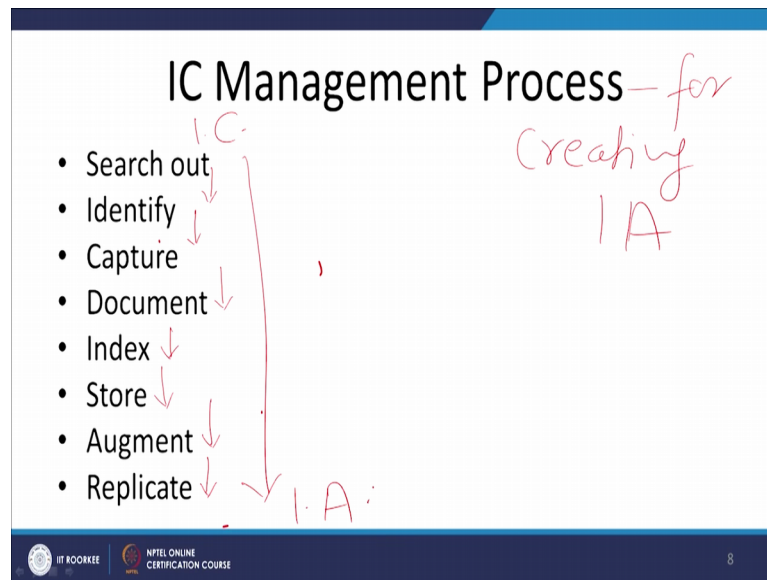 IC Management Process – for
Creating
IA
I.C.
• Search out
• Identify
• Capture
• Document
• Index
• Store
• Augment
• Replicate
I.A.
IIT ROORKEE
NPTEL
NPTEL ONLINE
CERTIFICATION COURSE
8